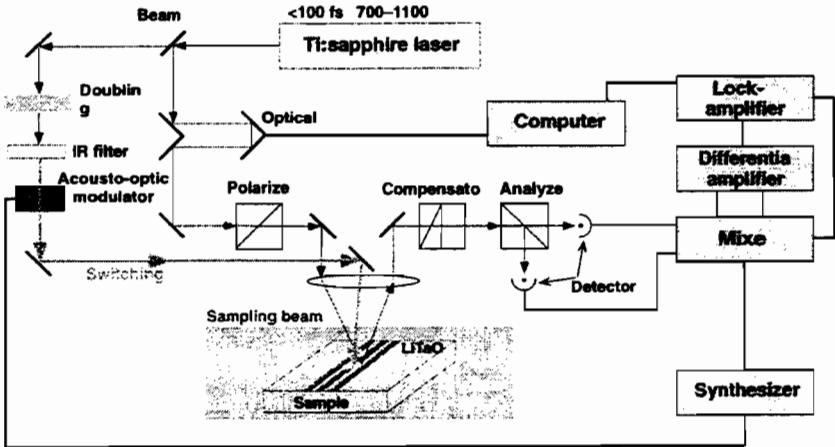 <100 fs 700–1100
Beam
Ti:sapphire laser
Doublin
g
Optical
Computer
Lock-
amplifier
IR filter
Acousto-optic
modulator
Polarize
Compensato
Analyze
Differentia
amplifier
Mixe
Switching
Detector
Sampling beam
LiTaO
Sample
Synthesizer